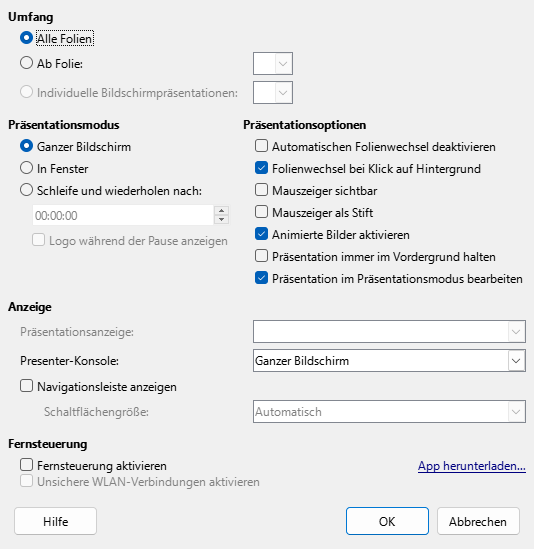 Umfang
Alle Folien
Ab Folie:
Individuelle Bildschirmpräsentationen:
Präsentationsmodus
Ganzer Bildschirm
In Fenster
Schleife und wiederholen nach:
00:00:00
Logo während der Pause anzeigen
Präsentationsoptionen
Automatischen Folienwechsel deaktivieren
Folienwechsel bei Klick auf Hintergrund
Mauszeiger sichtbar
Mauszeiger als Stift
Animierte Bilder aktivieren
Präsentation immer im Vordergrund halten
Präsentation im Präsentationsmodus bearbeiten
Anzeige
Präsentationsanzeige:
Presenter-Konsole: Ganzer Bildschirm
Navigationsleiste anzeigen
Schaltflächengröße: Automatisch
Fernsteuerung
Fernsteuerung aktivieren App herunterladen...
Unsichere WLAN-Verbindungen aktivieren
Hilfe OK Abbrechen